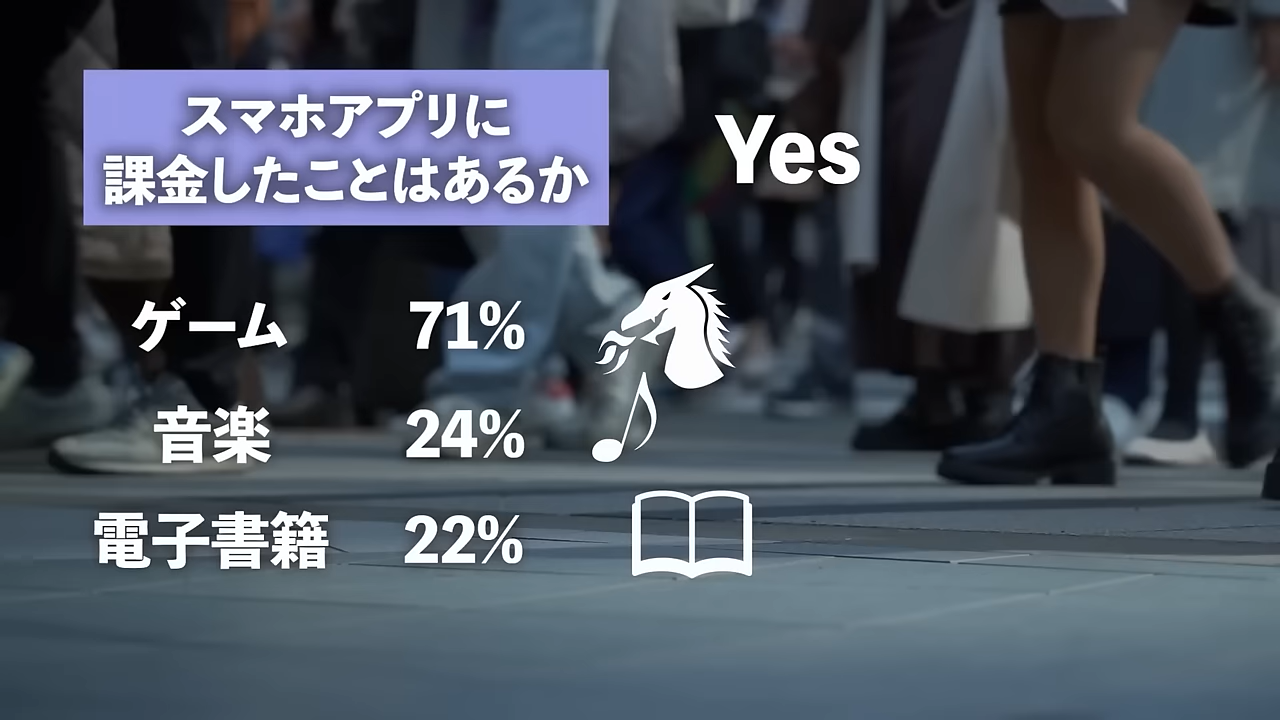 スマホアプリに
課金したことはあるか
Yes
ゲーム 71%
音楽 24%
電子書籍 22%